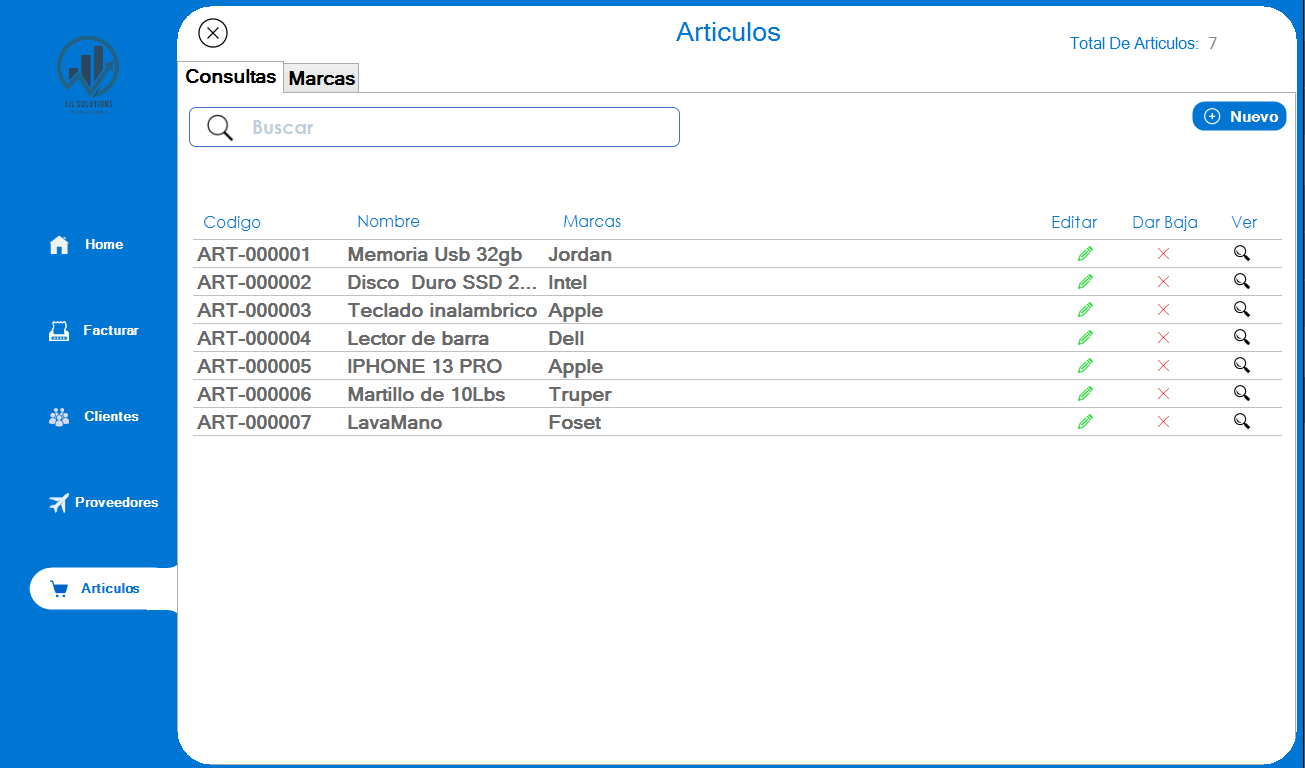 Articulos
Total De Articulos: 7
Consultas Marcas
Buscar
Nuevo
Codigo Nombre Marcas Editar Dar Baja Ver
ART-000001 Memoria Usb 32gb Jordan
ART-000002 Disco Duro SSD 2... Intel
ART-000003 Teclado inalambrico Apple
ART-000004 Lector de barra Dell
ART-000005 IPHONE 13 PRO Apple
ART-000006 Martillo de 10Lbs Truper
ART-000007 LavaMano Foset
SOLUTIONS
Home
Facturar
Clientes
Proveedores
Articulos